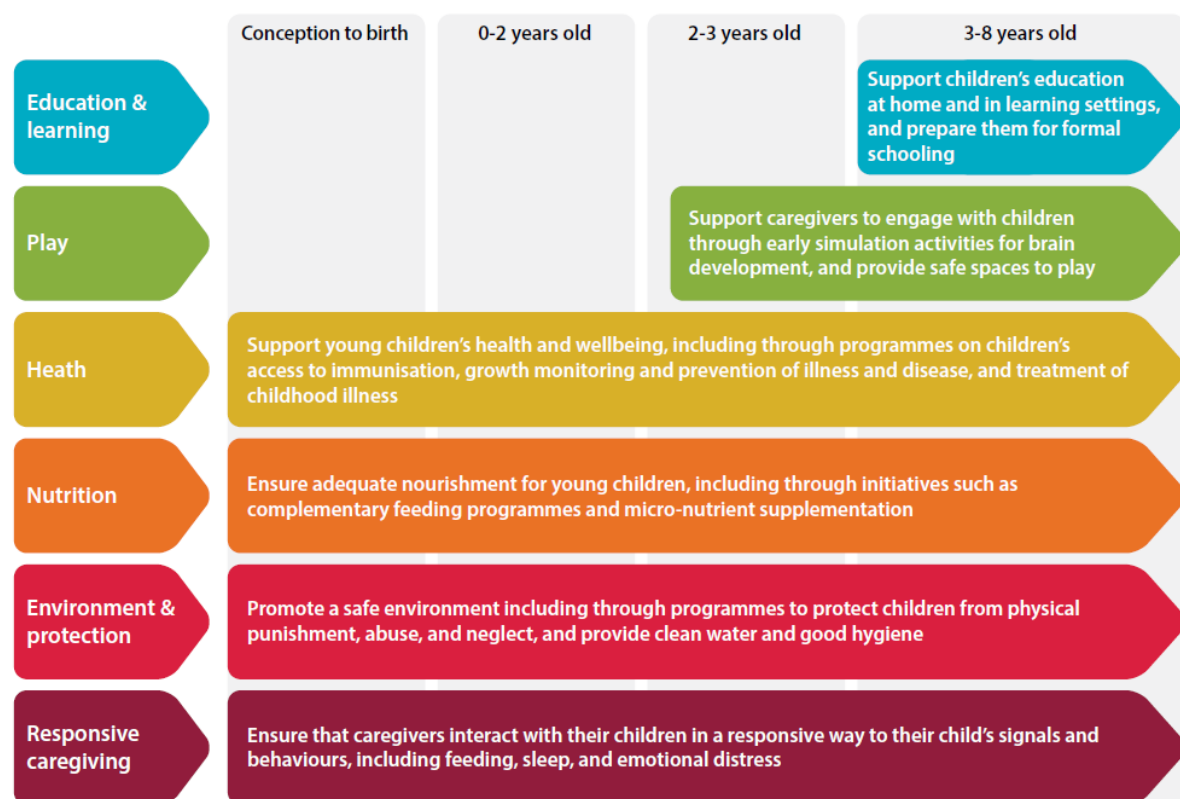 Conception to birth
0-2 years old
2-3 years old
3-8 years old
Education &
learning
Support children’s education
at home and in learning settings,
and prepare them for formal
schooling
Play
Support caregivers to engage with children
through early simulation activities for brain
development, and provide safe spaces to play
Heath
Support young children’s health and wellbeing, including through programmes on children’s
access to immunisation, growth monitoring and prevention of illness and disease, and treatment of
childhood illness
Nutrition
Ensure adequate nourishment for young children, including through initiatives such as
complementary feeding programmes and micro-nutrient supplementation
Environment &
protection
Promote a safe environment including through programmes to protect children from physical
punishment, abuse, and neglect, and provide clean water and good hygiene
Responsive
caregiving
Ensure that caregivers interact with their children in a responsive way to their child’s signals and
behaviours, including feeding, sleep, and emotional distress